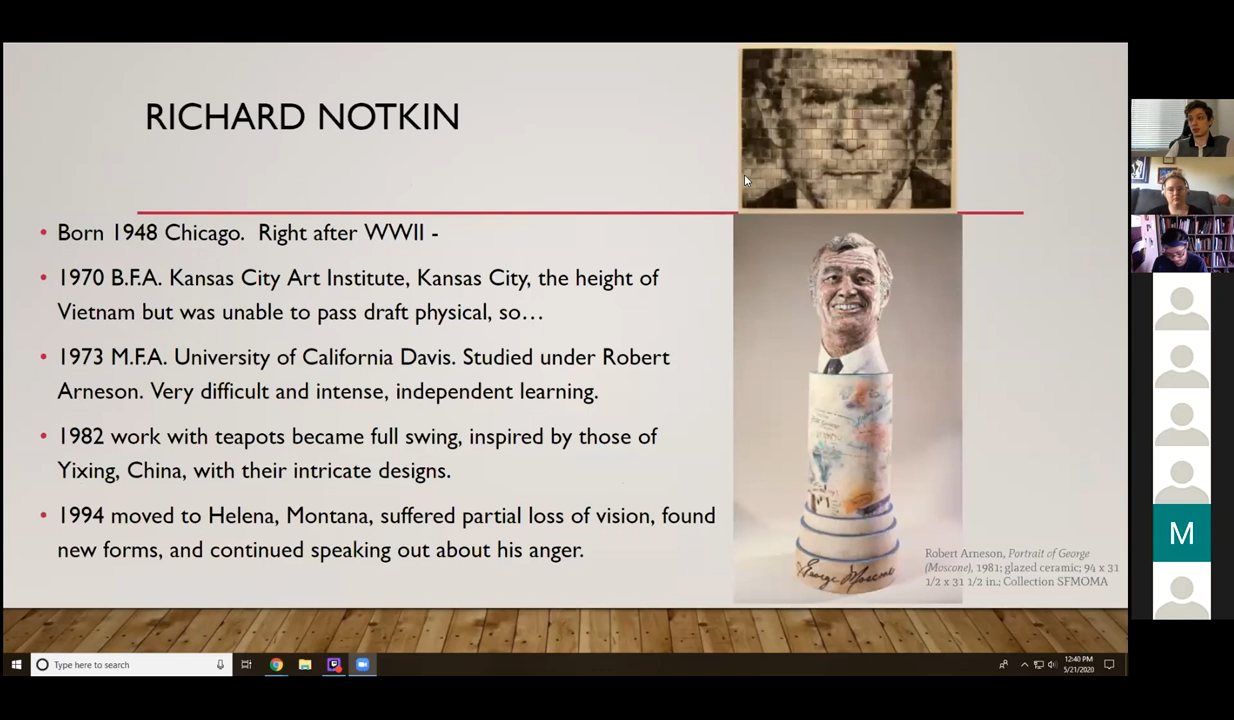 RICHARD NOTKIN
• Born 1948 Chicago.  Right after WWII -
• 1970 B.F.A. Kansas City Art Institute, Kansas City, the height of
Vietnam but was unable to pass draft physical, so…
• 1973 M.F.A. University of California Davis. Studied under Robert
Arneson. Very difficult and intense, independent learning.
• 1982 work with teapots became full swing, inspired by those of
Yixing, China, with their intricate designs.
• 1994 moved to Helena, Montana, suffered partial loss of vision, found
new forms, and continued speaking out about his anger.
George Moscone
Robert Arneson, Portrait of George
(Moscone), 1981; glazed ceramic; 94 x 31
1/2 x 31 1/2 in.; Collection SFMOMA
M
Type here to search
12:40 PM
5/21/2020